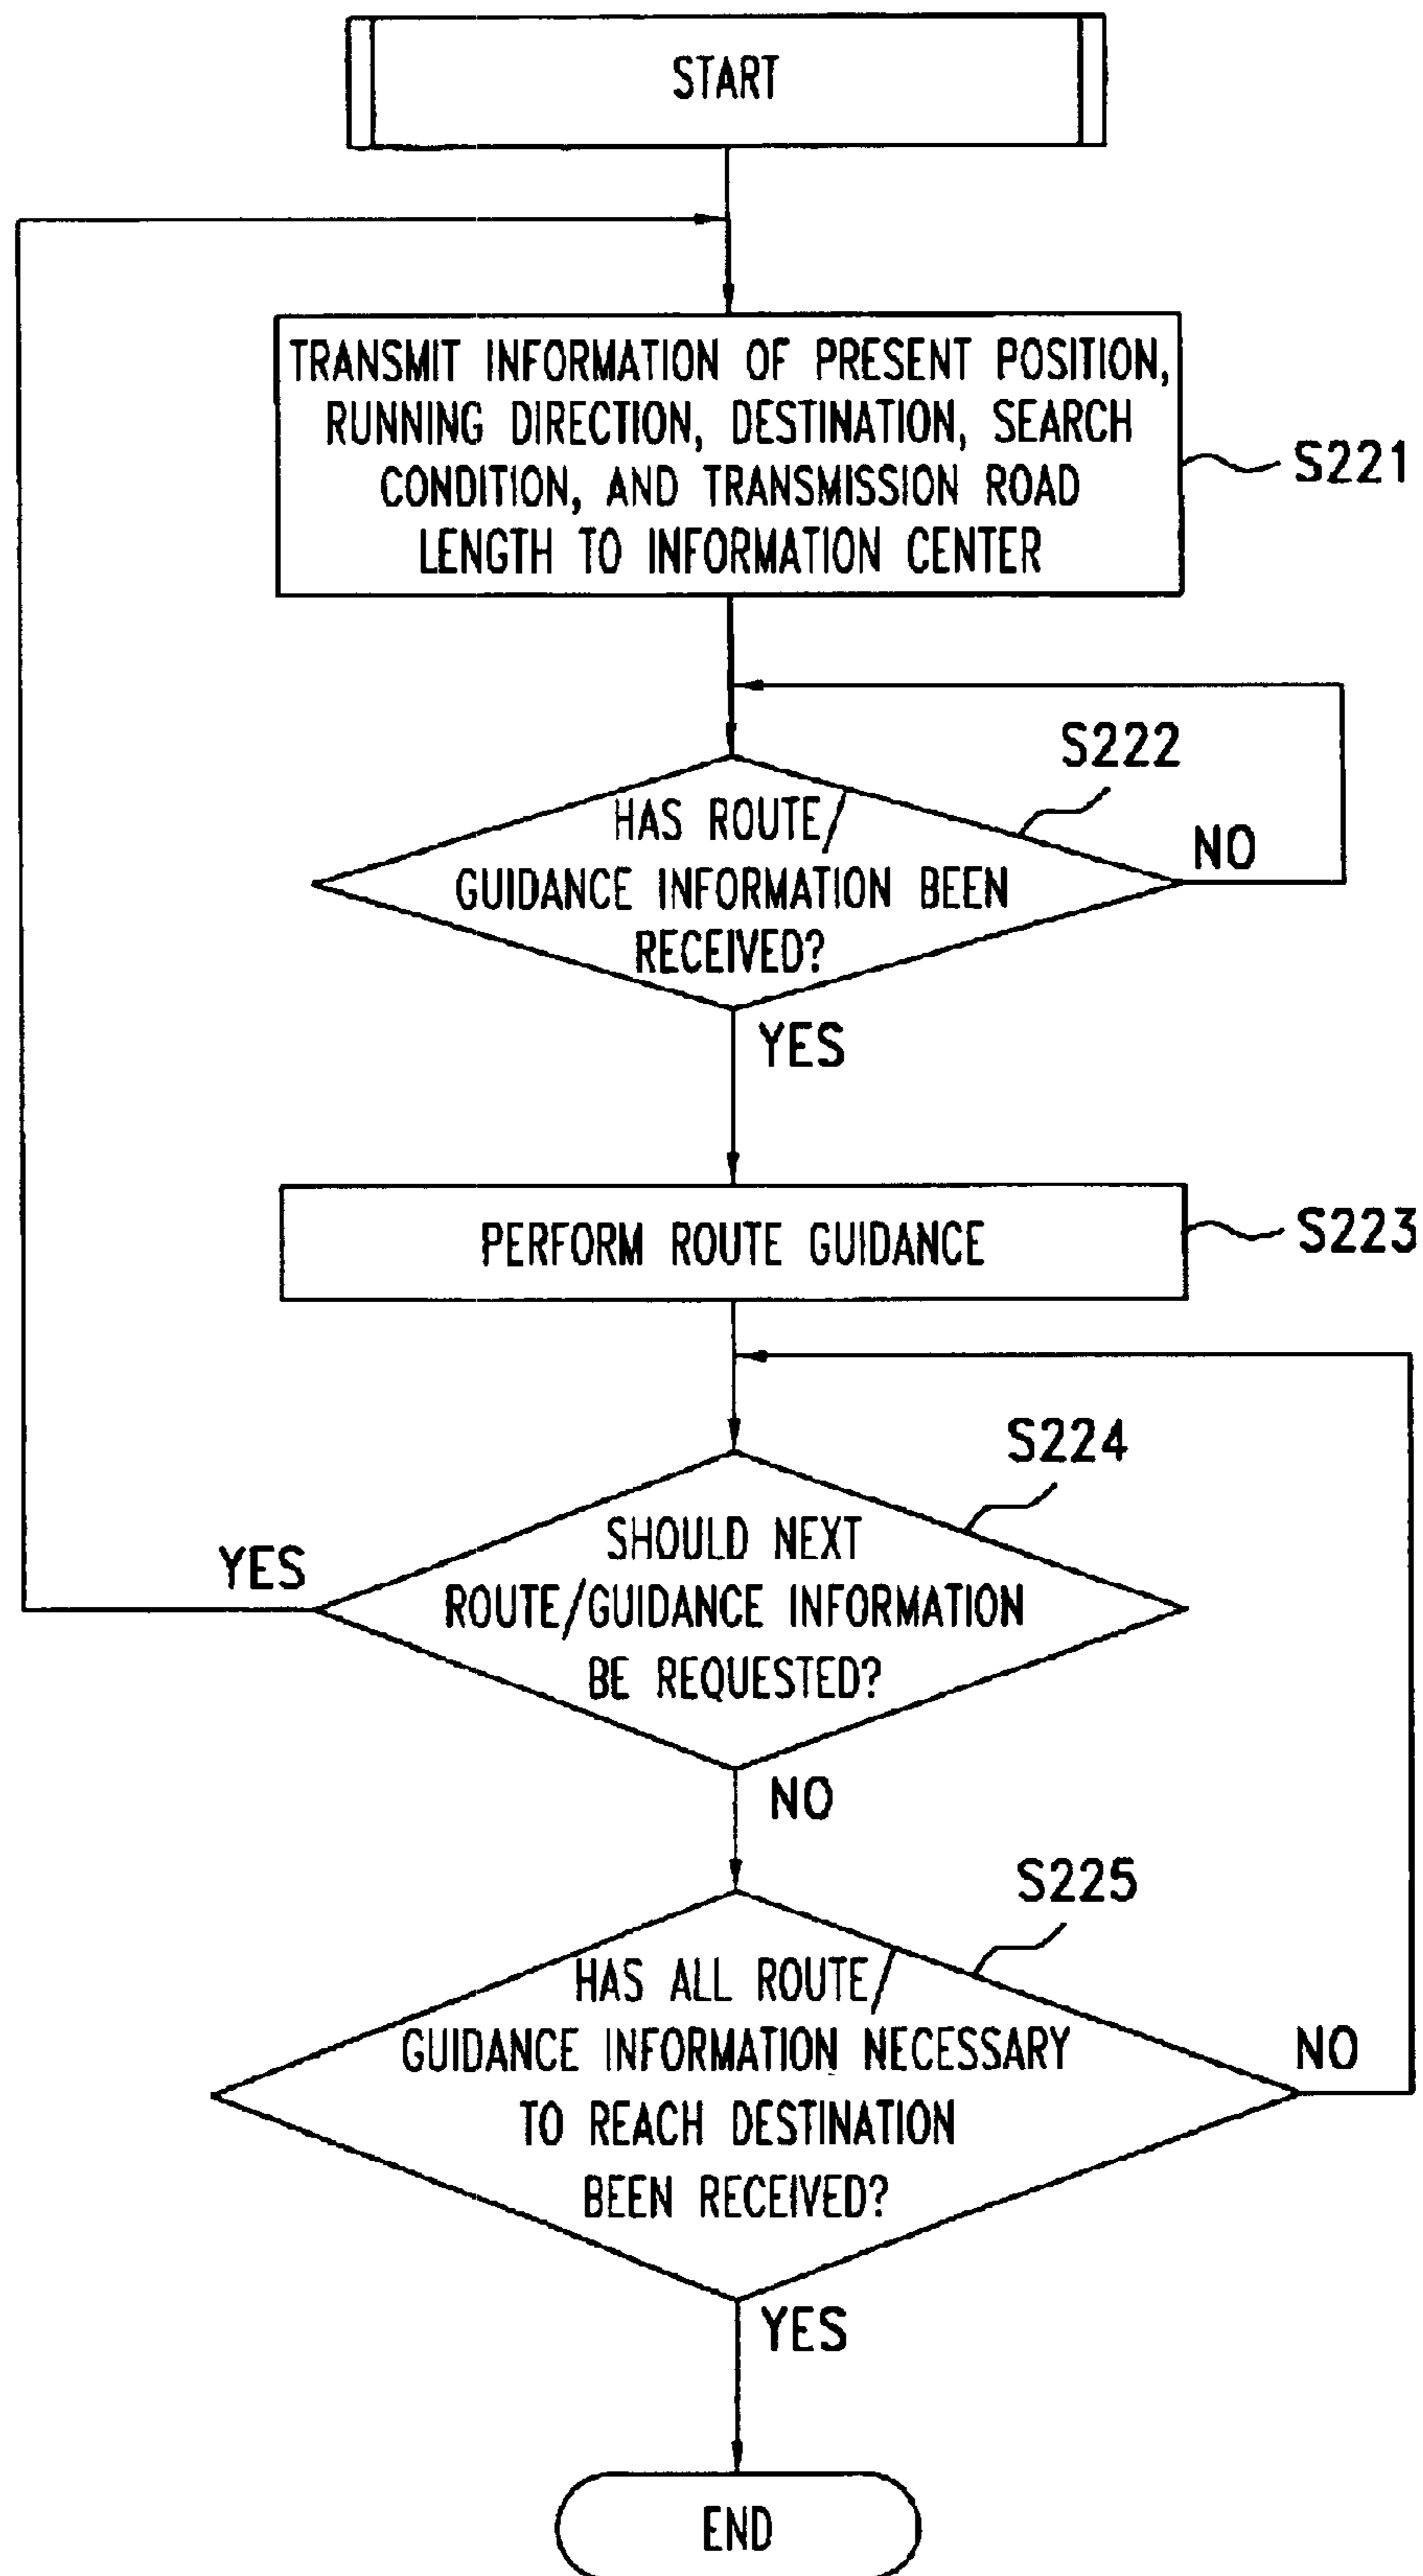 START
TRANSMIT INFORMATION OF PRESENT POSITION,
RUNNING DIRECTION, DESTINATION, SEARCH
CONDITION, AND TRANSMISSION ROAD
LENGTH TO INFORMATION CENTER
S221
S222
HAS ROUTE/
GUIDANCE INFORMATION BEEN
RECEIVED?
NO
YES
PERFORM ROUTE GUIDANCE
S223
S224
SHOULD NEXT
ROUTE/GUIDANCE INFORMATION
BE REQUESTED?
YES
NO
S225
HAS ALL ROUTE/
GUIDANCE INFORMATION NECESSARY
TO REACH DESTINATION
BEEN RECEIVED?
NO
YES
END